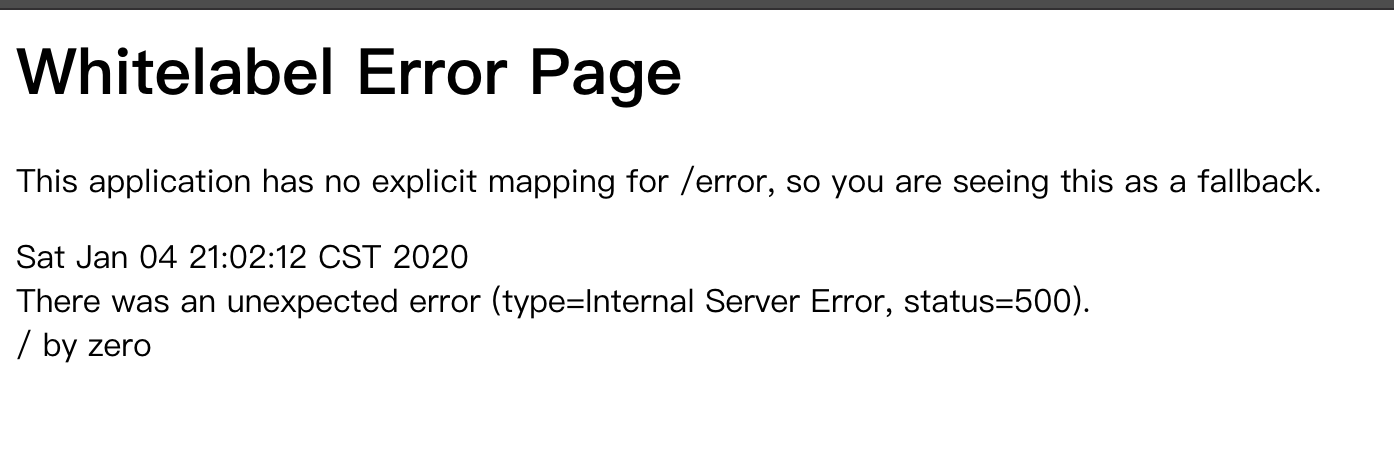 Whitelabel Error Page
This application has no explicit mapping for /error, so you are seeing this as a fallback.
Sat Jan 04 21:02:12 CST 2020
There was an unexpected error (type=Internal Server Error, status=500).
/ by zero